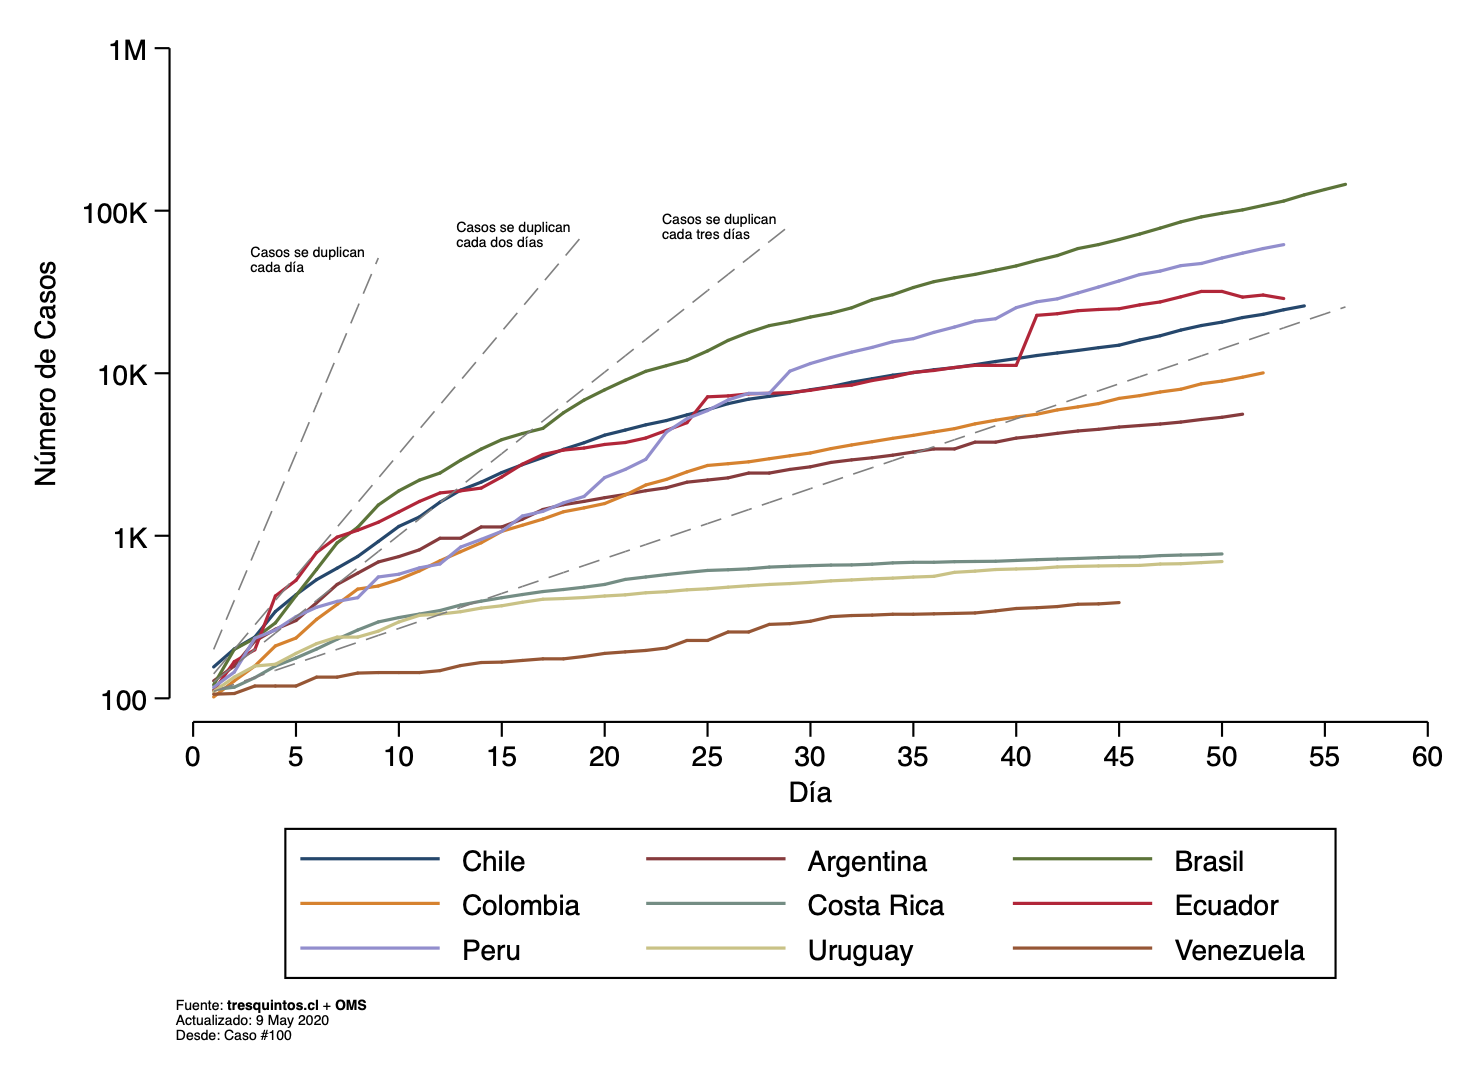 1M
100K
10K
1K
100
Número de Casos
Casos se duplican
cada día
Casos se duplican
cada dos días
Casos se duplican
cada tres días
0 5 10 15 20 25 30 35 40 45 50 55 60
Día
Chile Argentina Brasil
Colombia Costa Rica Ecuador
Peru Uruguay Venezuela
Fuente: tresquintos.cl + OMS
Actualizado: 9 May 2020
Desde: Caso #100